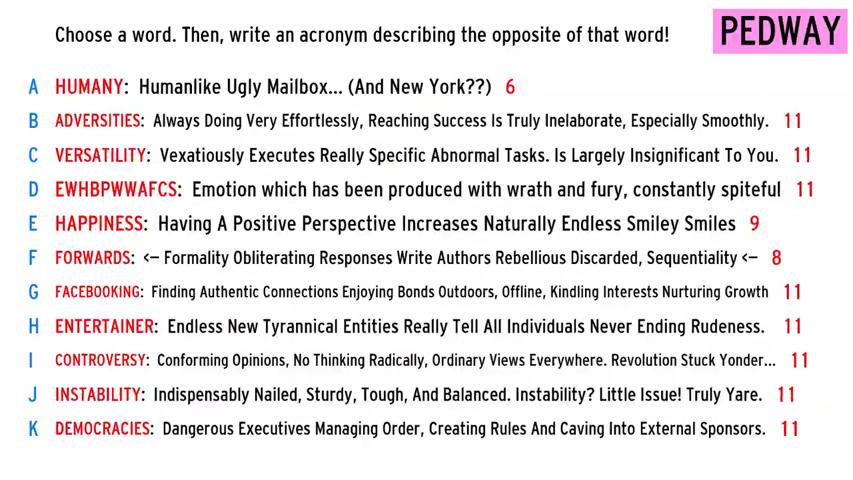 Choose a word. Then, write an acronym describing the opposite of that word!
PEDWAY
A HUMANY: Humanlike Ugly Mailbox... (And New York??) 6
B ADVERSITIES: Always Doing Very Effortlessly, Reaching Success Is Truly Inelaborate, Especially Smoothly. 11
C VERSATILITY: Vexatiously Executes Really Specific Abnormal Tasks. Is Largely Insignificant To You. 11
D EWHBPWWAFCS: Emotion which has been produced with wrath and fury, constantly spiteful 11
E HAPPINESS: Having A Positive Perspective Increases Naturally Endless Smiley Smiles 9
F FORWARDS: <– Formality Obliterating Responses Write Authors Rebellious Discarded, Sequentiality <– 8
G FACEBOOKING: Finding Authentic Connections Enjoying Bonds Outdoors, Offline, Kindling Interests Nurturing Growth 11
H ENTERTAINER: Endless New Tyrannical Entities Really Tell All Individuals Never Ending Rudeness. 11
I CONTROVERSY: Conforming Opinions, No Thinking Radically, Ordinary Views Everywhere. Revolution Stuck Yonder... 11
J INSTABILITY: Indispensably Nailed, Sturdy, Tough, And Balanced. Instability? Little Issue! Truly Yare. 11
K DEMOCRACIES: Dangerous Executives Managing Order, Creating Rules And Caving Into External Sponsors. 11